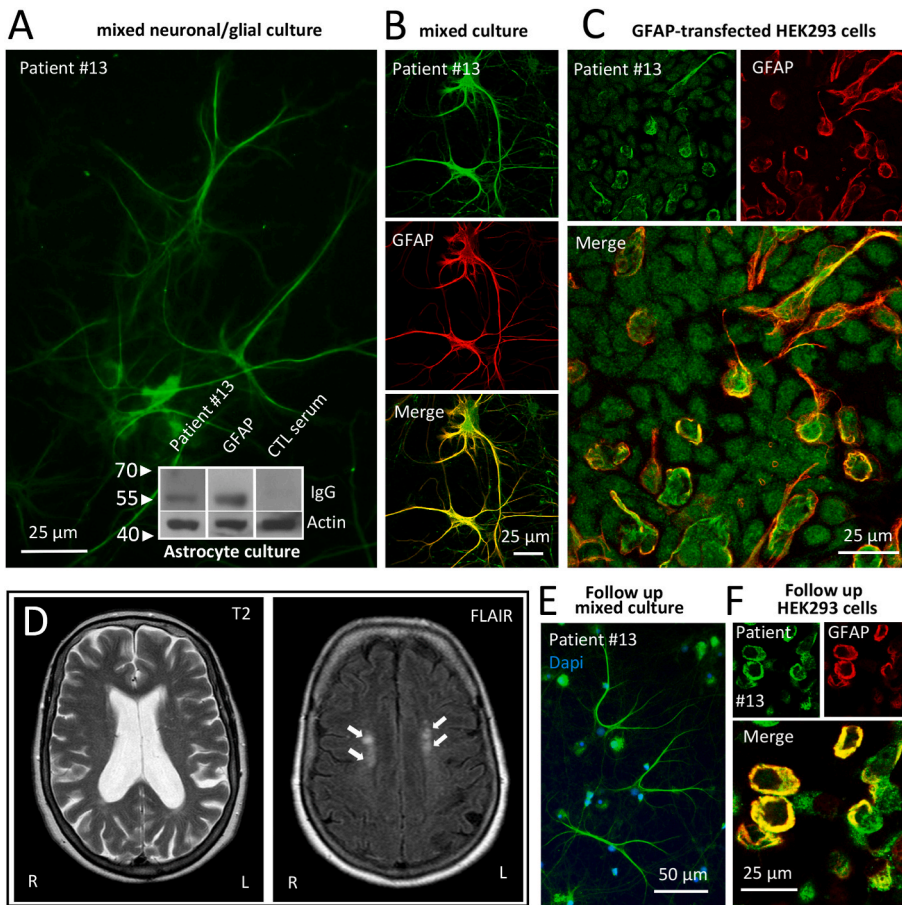 A
mixed neuronal/glial culture
Patient #13
Patient #13
GFAP
CTL serum
70
55
40
IgG
Actin
Astrocyte culture
25 µm
B
mixed culture
Patient #13
GFAP
Merge
25 µm
C
GFAP-transfected HEK293 cells
Patient #13
GFAP
Merge
25 µm
D
T2
R
L
FLAIR
R
L
E
Follow up
mixed culture
Patient #13
Dapi
50 µm
F
Follow up
HEK293 cells
Patient
#13
GFAP
Merge
25 µm